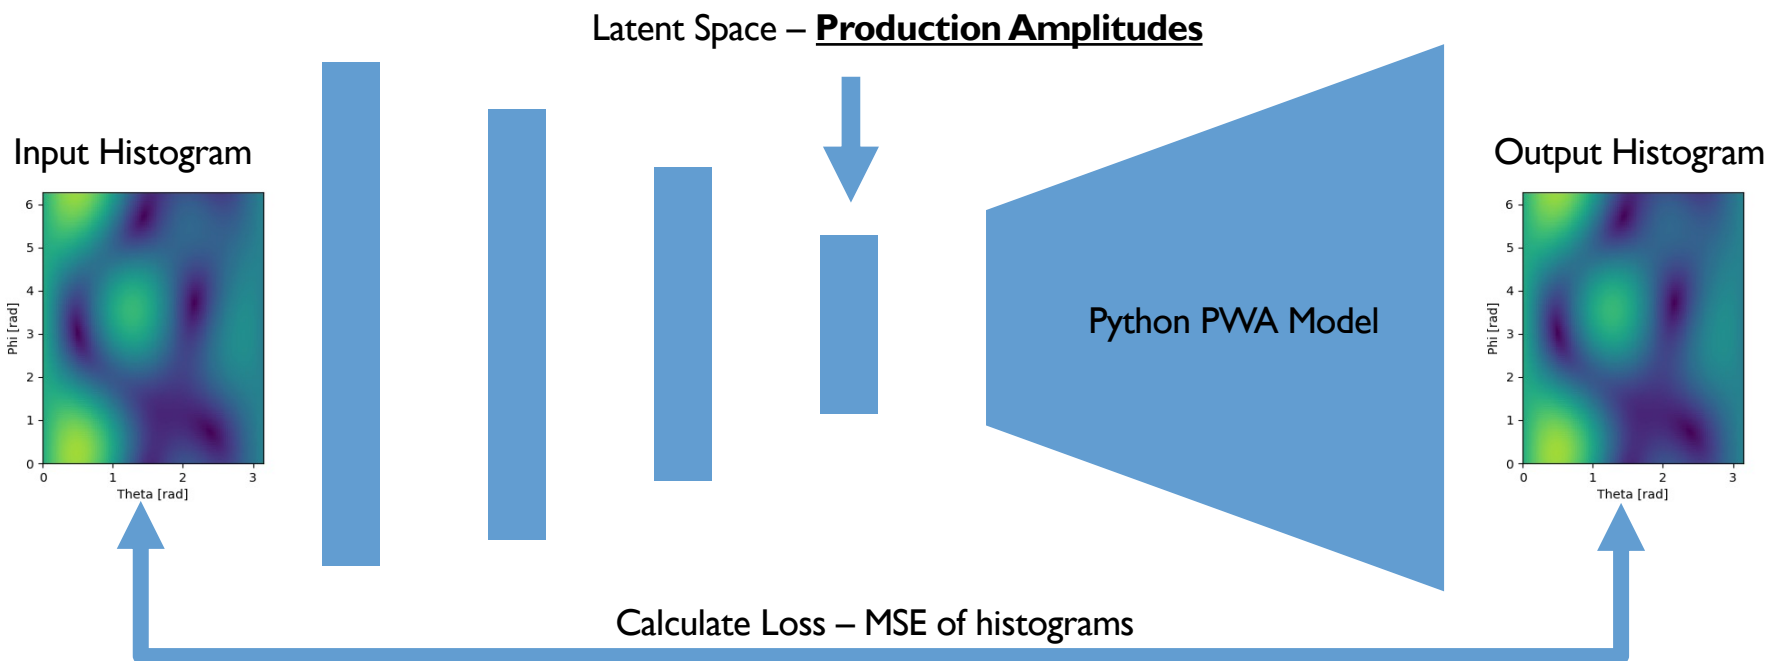 Latent Space – Production Amplitudes
Input Histogram
Output Histogram
6
5
4
3
2
1
0
Phi [rad]
0 1 2 3
Theta [rad]
Python PWA Model
6
5
4
3
2
1
0
Phi [rad]
0 1 2 3
Theta [rad]
Calculate Loss – MSE of histograms